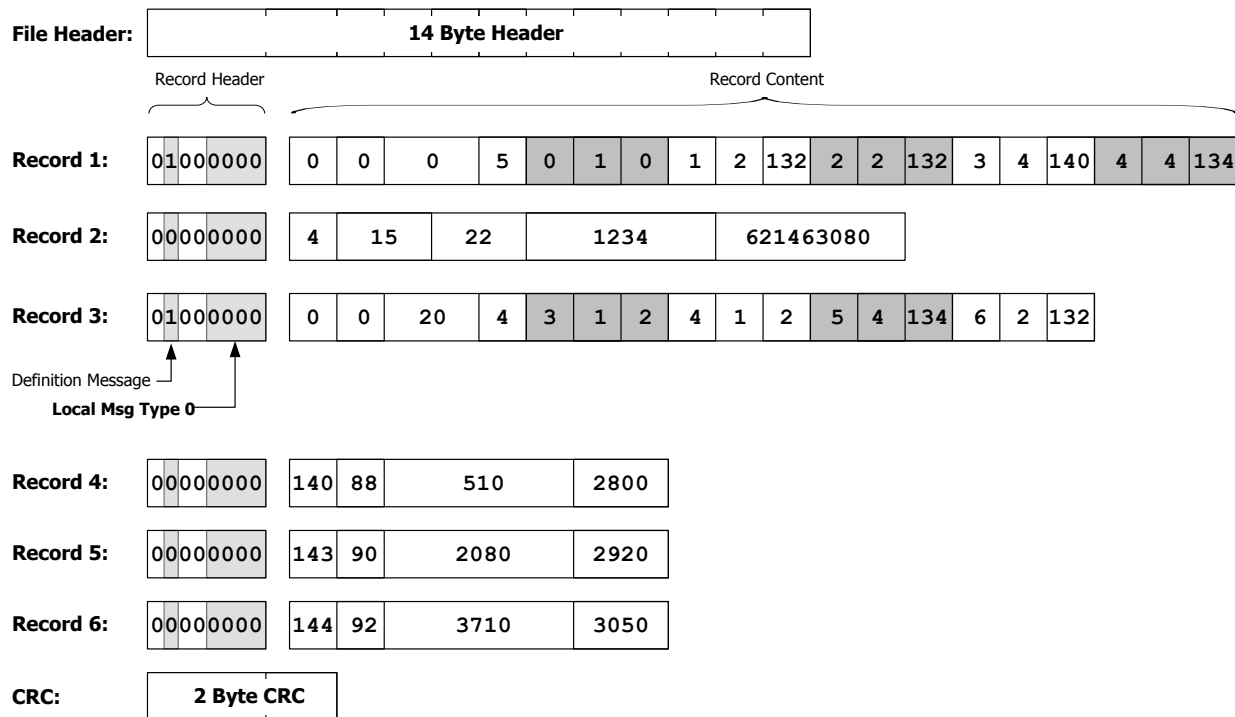 File Header: 14 Byte Header
Record Header Record Content
Record 1: 01000000 0 0 0 5 0 1 0 1 2 132 2 2 132 3 4 140 4 4 134
Record 2: 00000000 4 15 22 1234 621463080
Record 3: 01000000 0 0 20 4 3 1 2 4 1 2 5 4 134 6 2 132
Definition Message
Local Msg Type 0
Record 4: 00000000 140 88 510 2800
Record 5: 00000000 143 90 2080 2920
Record 6: 00000000 144 92 3710 3050
CRC: 2 Byte CRC